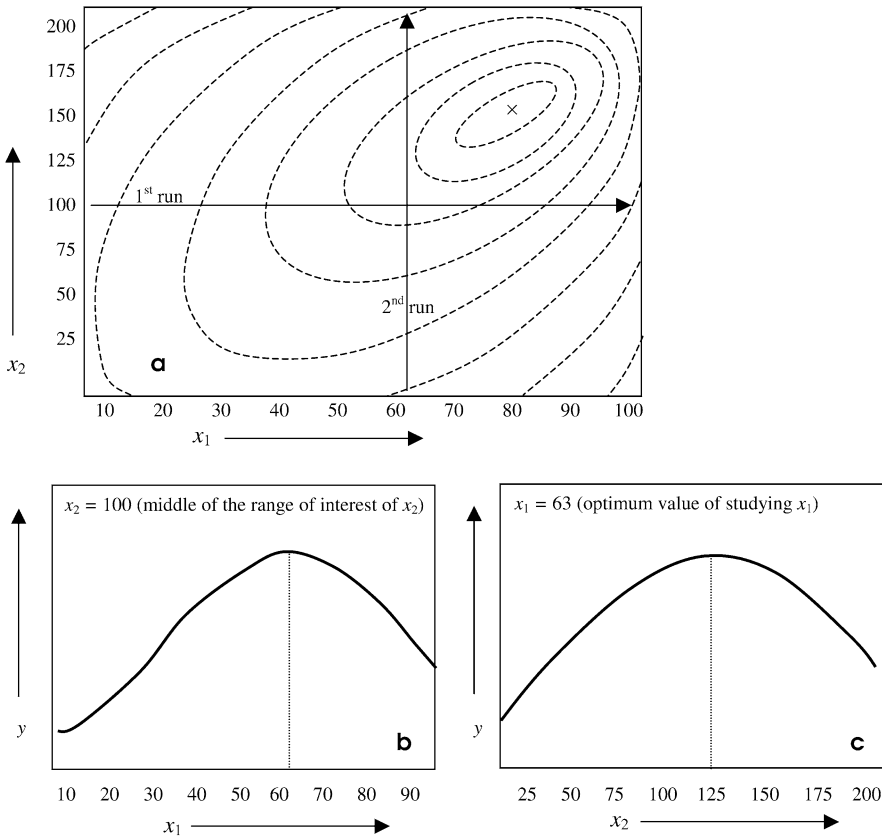 200
175
150
125
100
75
50
25
x₂
1st run
2nd run
a
×
10 20 30 40 50 60 70 80 90 100
x₁
x₂ = 100 (middle of the range of interest of x₂)
y
b
10 20 30 40 50 60 70 80 90
x₁
x₁ = 63 (optimum value of studying x₁)
y
c
25 50 75 100 125 150 175 200
x₂